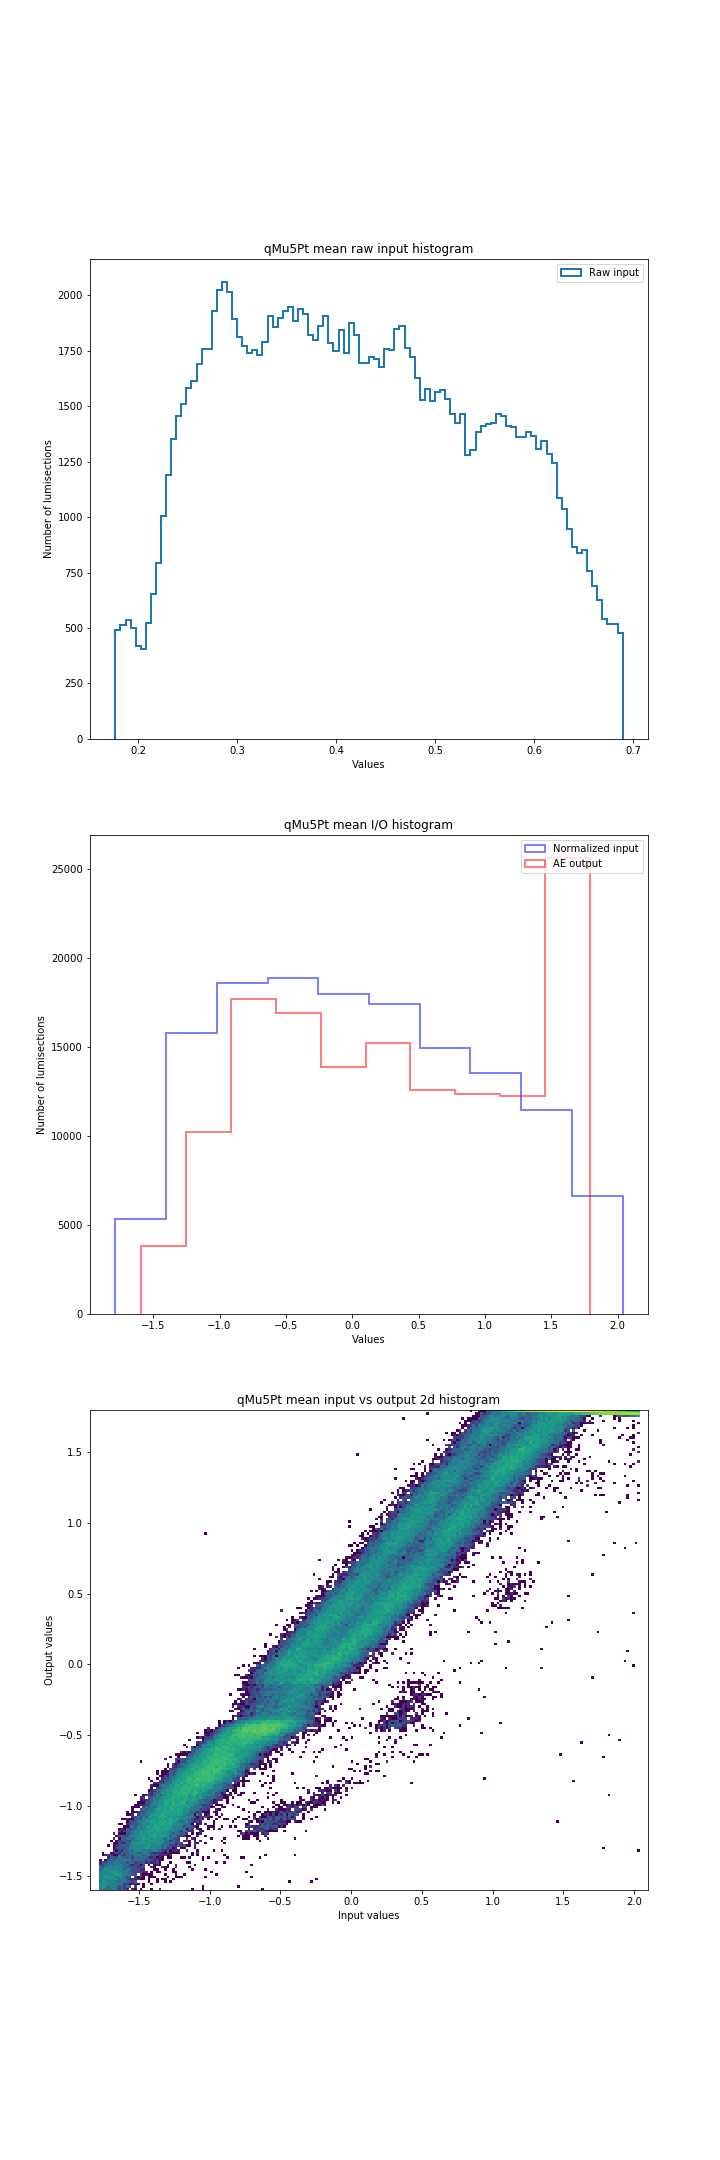 qMu5Pt mean raw input histogram
Raw input
2000
1750
1500
1250
1000
750
500
250
0
Number of lumisections
0.2 0.3 0.4 0.5 0.6 0.7
Values
qMu5Pt mean I/O histogram
Normalized input
AE output
25000
20000
15000
10000
5000
0
Number of lumisections
−1.5 −1.0 −0.5 0.0 0.5 1.0 1.5 2.0
Values
qMu5Pt mean input vs output 2d histogram
1.5
1.0
0.5
0.0
−0.5
−1.0
−1.5
Output values
−1.5 −1.0 −0.5 0.0 0.5 1.0 1.5 2.0
Input values